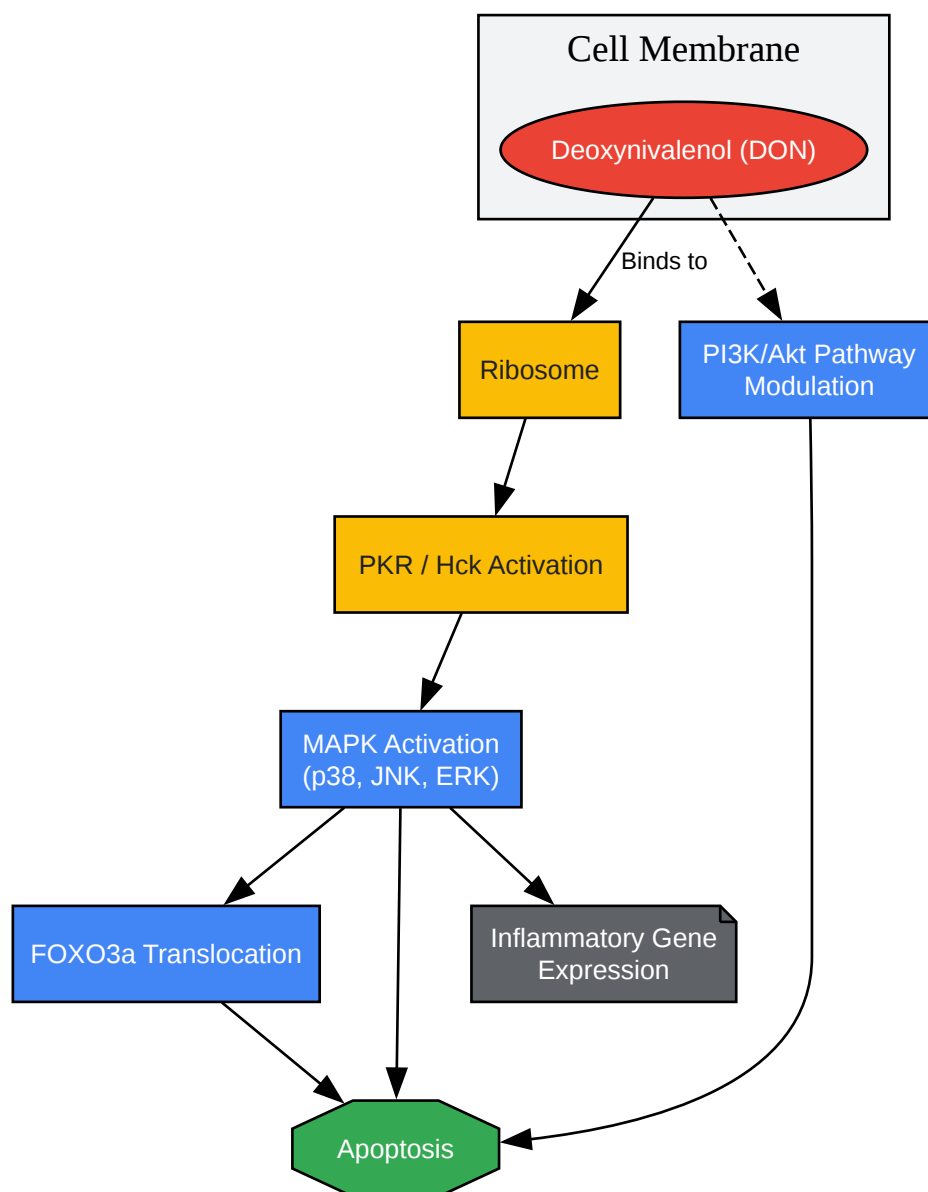 Cell Membrane
Deoxynivalenol (DON)
Binds to
Ribosome
PI3K/Akt Pathway
Modulation
PKR / Hck Activation
MAPK Activation
(p38, JNK, ERK)
FOXO3a Translocation
Inflammatory Gene
Expression
Apoptosis